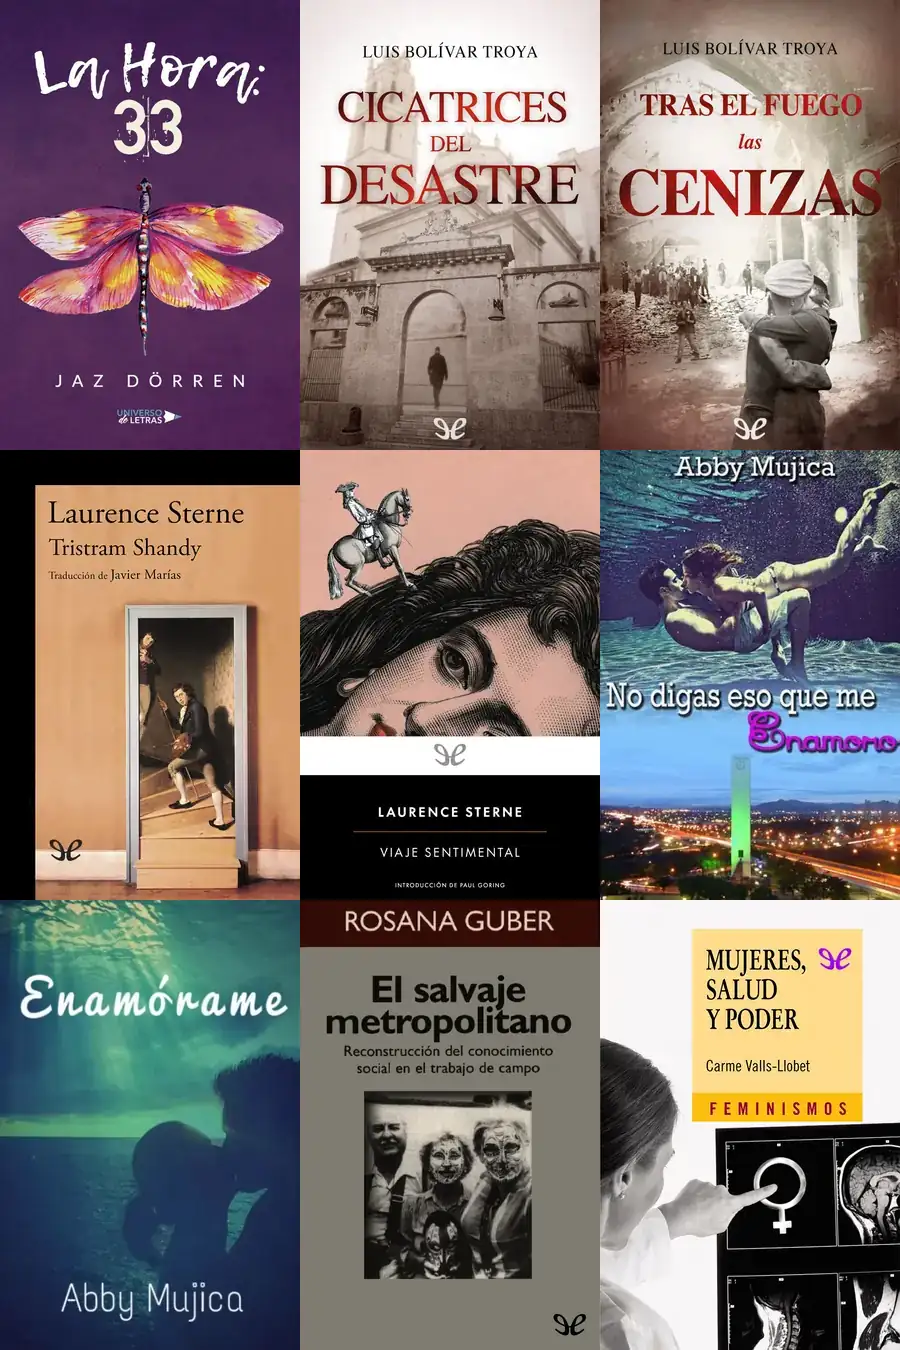 La Hora:
33
JAZ DÖRREN
UNIVERSO
de LETRAS
LUIS BOLÍVAR TROYA
CICATRICES
DEL
DESASTRE
LUIS BOLÍVAR TROYA
TRAS EL FUEGO
las
CENIZAS
Laurence Sterne
Tristram Shandy
Traducción de Javier Marías
LAURENCE STERNE
VIAJE SENTIMENTAL
INTRODUCCIÓN DE PAUL GORING
Abby Mujica
No digas eso que me
Enamoro
Enamórame
Abby Mujica
ROSANA GUBER
El salvaje
metropolitano
Reconstrucción del conocimiento
social en el trabajo de campo
MUJERES,
SALUD
Y PODER
Carme Valls-Llobet
FEMINISMOS